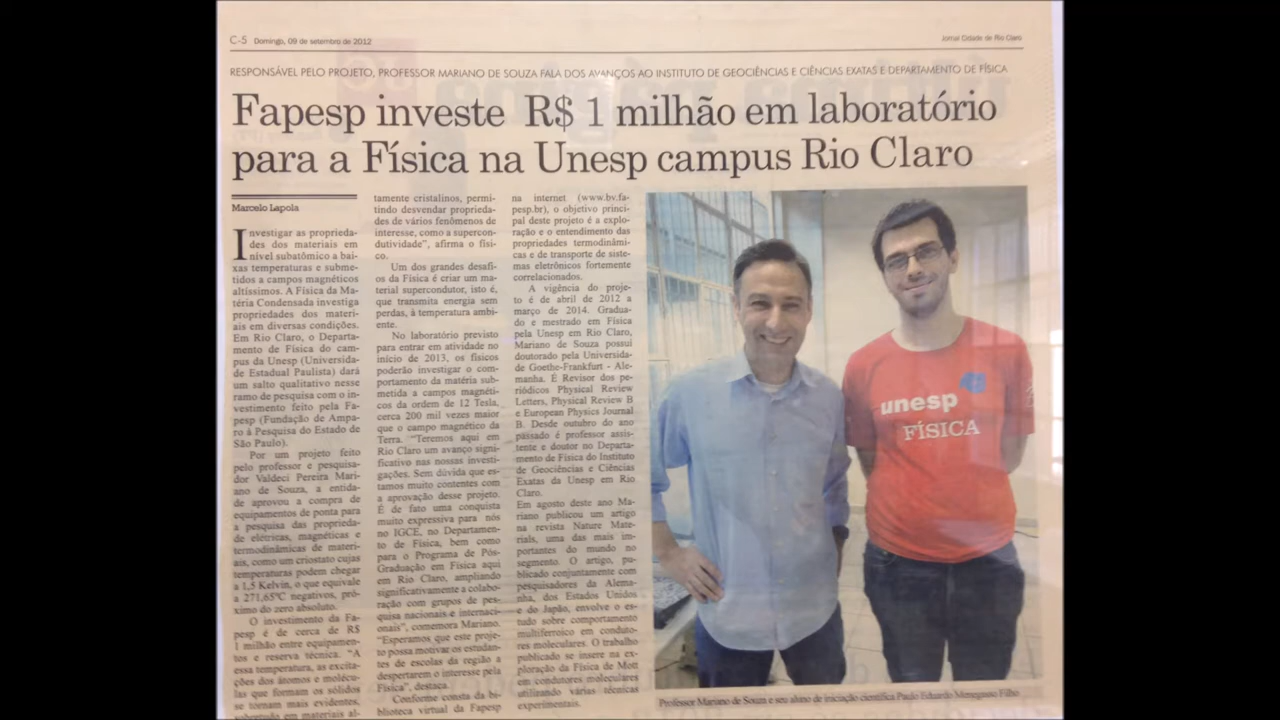 C-5 Domingo, 09 de setembro de 2012
Jornal Cidade de Rio Claro
RESPONSÁVEL PELO PROJETO, PROFESSOR MARIANO DE SOUZA FALA DOS AVANÇOS AO INSTITUTO DE GEOCIÊNCIAS E CIÊNCIAS EXATAS E DEPARTAMENTO DE FÍSICA
Fapesp investe R$ 1 milhão em laboratório
para a Física na Unesp campus Rio Claro
Marcelo Lapola
Investigar as proprieda-
des dos materiais em
nível subatômico a bai-
xas temperaturas e subme-
tidos a campos magnéticos
altíssimos. A Física da Ma-
téria Condensada investiga
propriedades dos materi-
ais em diversas condições.
Em Rio Claro, o Departa-
mento de Física do cam-
pus da Unesp (Universida-
de Estadual Paulista) dará
um salto qualitativo nesse
ramo de pesquisa com o in-
vestimento feito pela Fa-
pesp (Fundação de Ampa-
ro à Pesquisa do Estado de
São Paulo).
Por um projeto feito
pelo professor e pesquisa-
dor Valdeci Pereira Mari-
ano de Souza, a entida-
de aprovou a compra de
equipamentos de ponta para
a pesquisa das proprieda-
de elétricas, magnéticas e
termodinâmicas de materi-
ais, como um criostato cujas
temperaturas podem chegar
a 1,5 Kelvin, o que equivale
a 271,65ºC negativos, pró-
ximo do zero absoluto.
O investimento da Fa-
pesp é de cerca de R$
1 milhão entre equipamen-
tos e reserva técnica. "A
essa temperatura, as excita-
ções dos átomos e molécu-
las que formam os sólidos
se tornam mais evidentes,
sobretudo em materiais al-
tamente cristalinos, permi-
tindo desvendar proprieda-
des de vários fenômenos de
interesse, como a supercon-
dutividade", afirma o físi-
co.
Um dos grandes desafi-
os da Física é criar um ma-
terial supercondutor, isto é,
que transmita energia sem
perdas, à temperatura ambi-
ente.
No laboratório previsto
para entrar em atividade no
início de 2013, os físicos
poderão investigar o com-
portamento da matéria sub-
metida a campos magnéti-
cos da ordem de 12 Tesla,
cerca 200 mil vezes maior
que o campo magnético da
Terra. "Teremos aqui em
Rio Claro um avanço signi-
ficativo nas nossas investi-
gações. Sem dúvida que es-
tamos muito contentes com
a aprovação desse projeto.
É de fato uma conquista
muito expressiva para nós
no IGCE, no Departamen-
to de Física, bem como
para o Programa de Pós-
Graduação em Física aqui
em Rio Claro, ampliando
significativamente a colabo-
ração com grupos de pes-
quisa nacionais e internaci-
onais", comemora Mariano.
"Esperamos que este proje-
to possa motivar os estudan-
tes de escolas da região a
despertarem o interesse pela
Física", destaca.
Conforme consta da bi-
blioteca virtual da Fapesp
na internet (www.bv.fa-
pesp.br), o objetivo princi-
pal deste projeto é a explo-
ração e o entendimento das
propriedades termodinâmi-
cas e de transporte de siste-
mas eletrônicos fortemente
correlacionados.
A vigência do proje-
to é de abril de 2012 a
março de 2014. Gradua-
do e mestrado em Física
pela Unesp em Rio Claro,
Mariano de Souza possui
doutorado pela Universida-
de Goethe-Frankfurt - Ale-
manha. É Revisor dos pe-
riódicos Physical Review
Letters, Physical Review B
e European Physics Journal
B. Desde outubro do ano
passado é professor assis-
tente e doutor no Departa-
mento de Física do Instituto
de Geociências e Ciências
Exatas da Unesp em Rio
Claro.
Em agosto deste ano Ma-
riano publicou um artigo
na revista Nature Mate-
rials, uma das mais im-
portantes do mundo no
segmento. O artigo, pu-
blicado conjuntamente com
pesquisadores da Alema-
nha, dos Estados Unidos
e do Japão, envolve o es-
tudo sobre comportamento
multiferroico em conduto-
res moleculares. O trabalho
publicado se insere na ex-
ploração da Física de Mott
em condutores moleculares
utilizando várias técnicas
experimentais.
unesp
FÍSICA
Professor Mariano de Souza e seu aluno de iniciação científica Paulo Eduardo Menegasso Filho